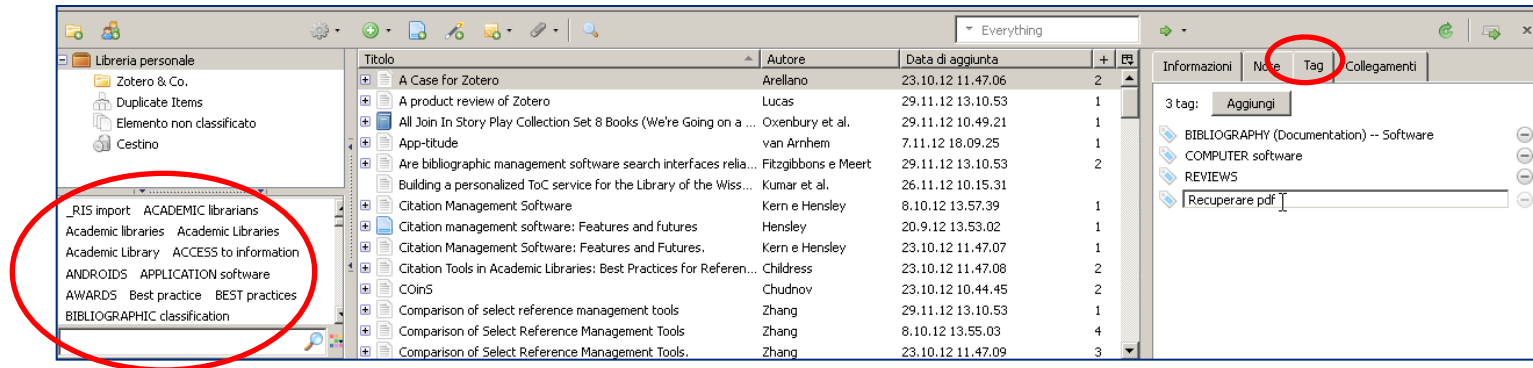 Everything
Libreria personale
Zotero & Co.
Duplicate Items
Elemento non classificato
Cestino
_RIS import ACADEMIC librarians
Academic libraries Academic Libraries
Academic Library ACCESS to information
ANDROIDS APPLICATION software
AWARDS Best practice BEST practices
BIBLIOGRAPHIC classification
Titolo Autore Data di aggiunta +
A Case for Zotero Arellano 23.10.12 11.47.06 2
A product review of Zotero Lucas 29.11.12 13.10.53 1
All Join In Story Play Collection Set 8 Books (We're Going on a ... Oxenbury et al. 29.11.12 10.49.21 1
App-titude van Arnhem 7.11.12 18.09.25 1
Are bibliographic management software search interfaces relia... Fitzgibbons e Meert 29.11.12 13.10.53 2
Building a personalized ToC service for the Library of the Wiss... Kumar et al. 26.11.12 10.15.31
Citation Management Software Kern e Hensley 8.10.12 13.57.39 1
Citation management software: Features and futures Hensley 20.9.12 13.53.02 1
Citation Management Software: Features and Futures. Kern e Hensley 23.10.12 11.47.07 1
Citation Tools in Academic Libraries: Best Practices for Referen... Childress 23.10.12 11.47.08 2
COinS Chudnov 23.10.12 10.44.45 2
Comparison of select reference management tools Zhang 29.11.12 13.10.53 1
Comparison of Select Reference Management Tools Zhang 8.10.12 13.55.03 4
Comparison of Select Reference Management Tools. Zhang 23.10.12 11.47.09 3
Informazioni Note Tag Collegamenti
3 tag: Aggiungi
BIBLIOGRAPHY (Documentation) -- Software
COMPUTER software
REVIEWS
Recuperare pdf